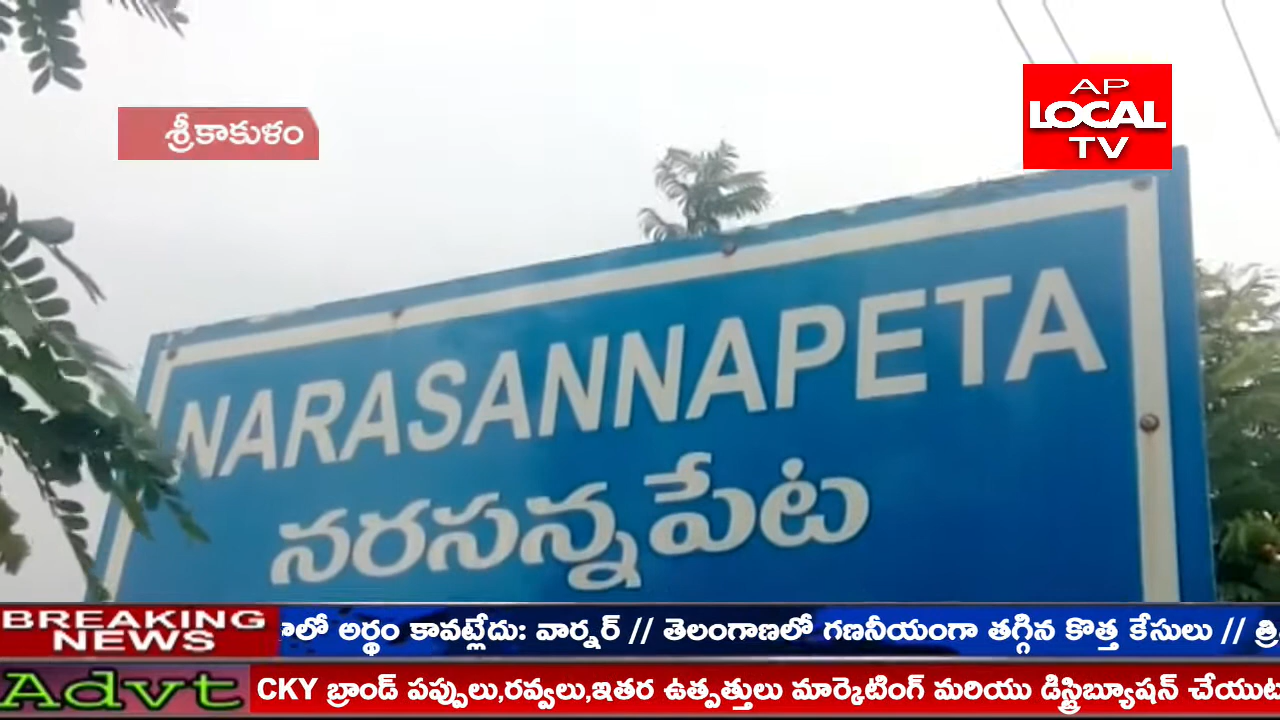 శ్రీకాకుళం
AP
LOCAL
TV
NARASANNAPETA
నరసన్నపేట
BREAKING
NEWS
లో అర్థం కావట్లేదు: వార్నర్ // తెలంగాణలో గణనీయంగా తగ్గిన కొత్త కేసులు //
Advt
CKY బ్రాండ్ పప్పులు,రవ్వలు,ఇతర ఉత్పత్తులు మార్కెటింగ్ మరియు డిస్ట్రిబ్యూషన్